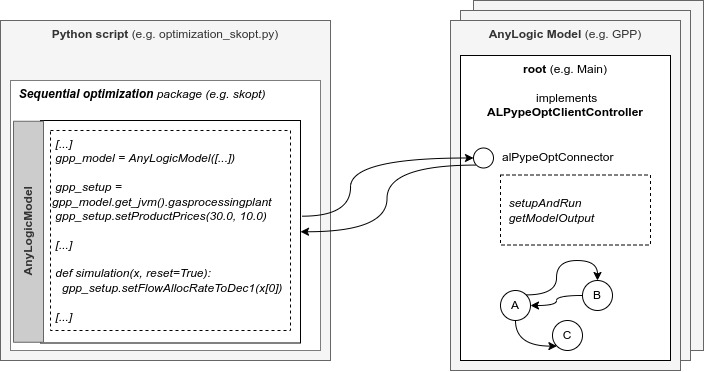 Python script (e.g. optimization_skopt.py)
Sequential optimization package (e.g. skopt)
AnyLogicModel
[...]
gpp_model = AnyLogicModel([...])
gpp_setup =
gpp_model.get_jvm().gasprocessingplant
gpp_setup.setProductPrices(30.0, 10.0)
[...]
def simulation(x, reset=True):
gpp_setup.setFlowAllocRateToDec1(x[0])
[...]
AnyLogic Model (e.g. GPP)
root (e.g. Main)
implements
ALPypeOptClientController
alPypeOptConnector
setupAndRun
getModelOutput
A
B
C